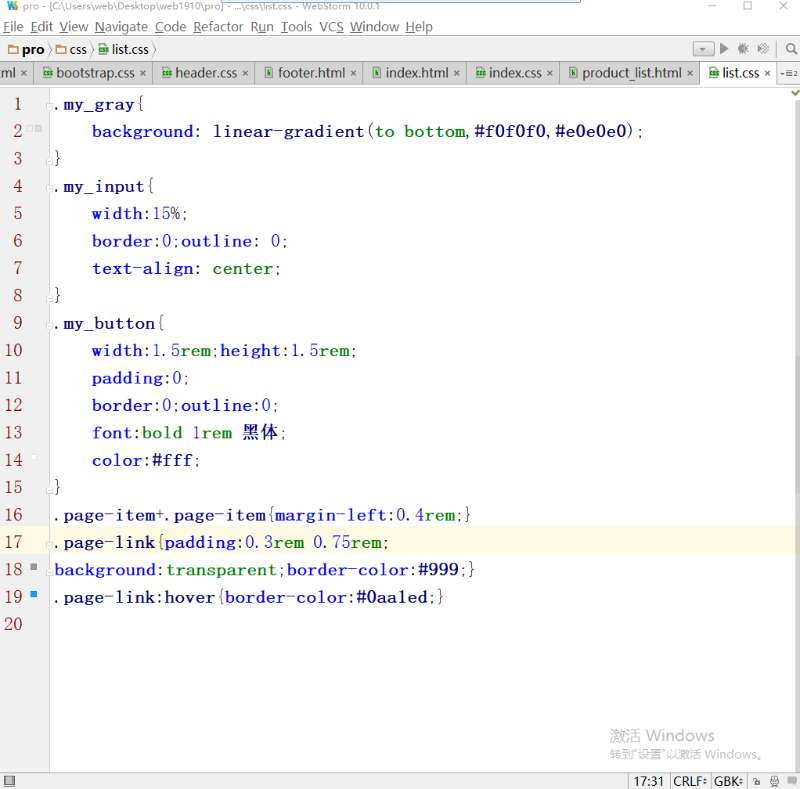 pro - [C:\Users\web\Desktop\web1910\pro] - ...\css\list.css - WebStorm 10.0.1
File Edit View Navigate Code Refactor Run Tools VCS Window Help
pro css list.css
ml × bootstrap.css × header.css × footer.html × index.html × index.css × product_list.html × list.css × 2
1 .my_gray{
2 background: linear-gradient(to bottom,#f0f0f0,#e0e0e0);
3 }
4 .my_input{
5 width:15%;
6 border:0;outline: 0;
7 text-align: center;
8 }
9 .my_button{
10 width:1.5rem;height:1.5rem;
11 padding:0;
12 border:0;outline:0;
13 font:bold 1rem 黑体;
14 color:#fff;
15 }
16 .page-item+.page-item{margin-left:0.4rem;}
17 .page-link{padding:0.3rem 0.75rem;
18 background:transparent;border-color:#999;}
19 .page-link:hover{border-color:#0aa1ed;}
20
激活 Windows
转到"设置"以激活 Windows。
17:31 CRLF GBK